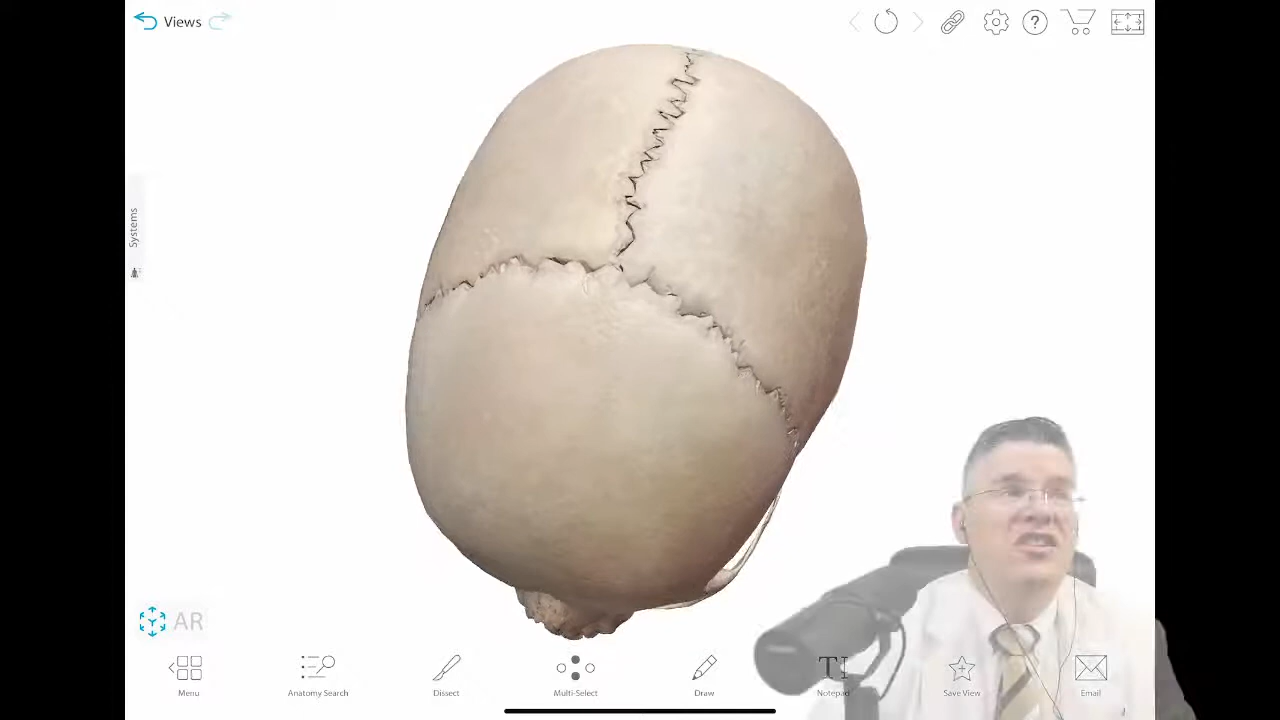 Views
Systems
AR
Menu
Anatomy Search
Dissect
Multi-Select
Draw
Notepad
Save View
Email